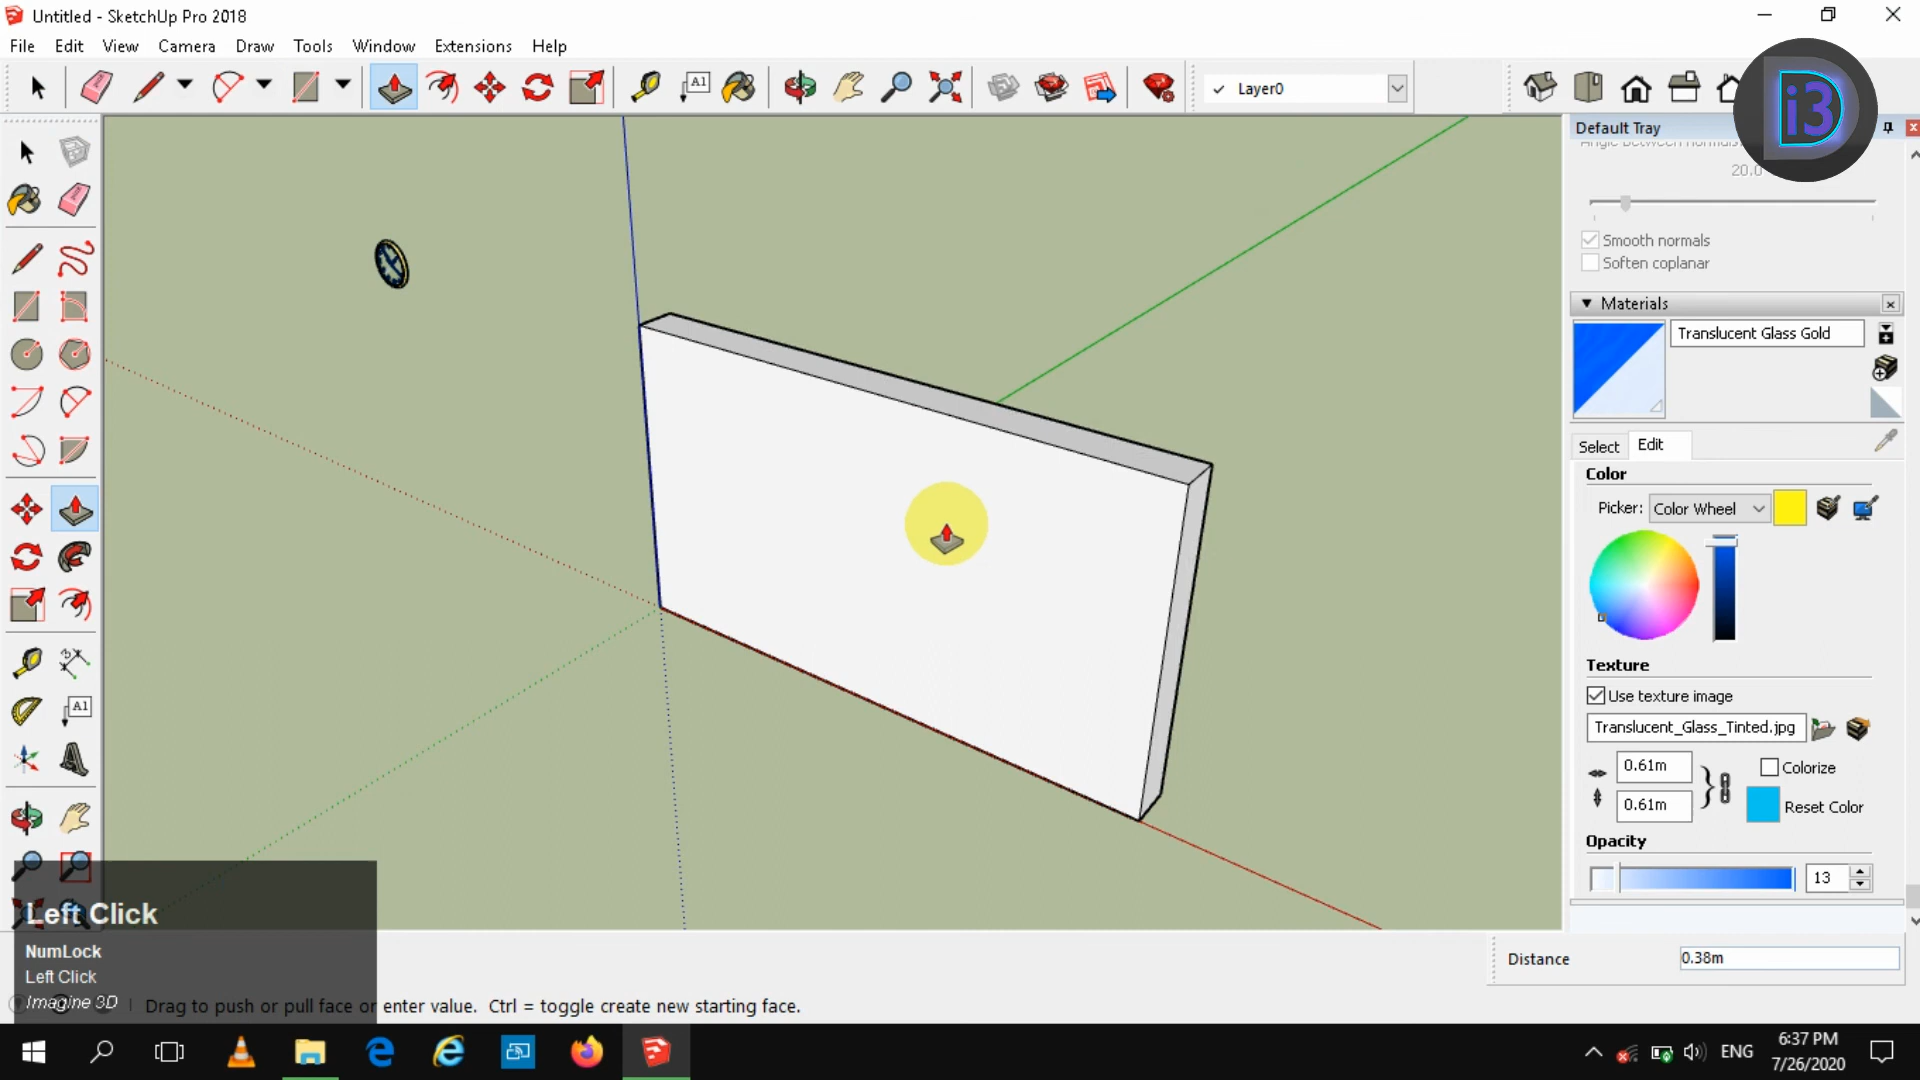 Untitled - SketchUp Pro 2018
File Edit View Camera Draw Tools Window Extensions Help
A1
Layer0
i3
Default Tray
20.0
Smooth normals
Soften coplanar
Materials
Translucent Glass Gold
Select Edit
Color
Picker: Color Wheel
Texture
Use texture image
Translucent_Glass_Tinted.jpg
0.61m
Colorize
0.61m
Reset Color
Opacity
13
A1
Left Click
NumLock
Left Click
Imagine 3D
Distance 0.38m
Drag to push or pull face or enter value. Ctrl = toggle create new starting face.
ENG
6:37 PM
7/26/2020